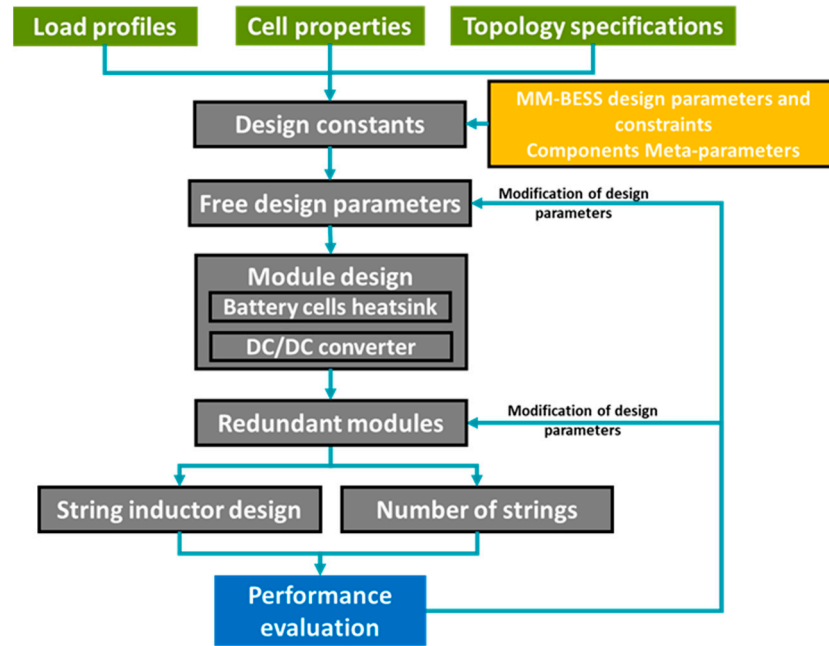 Load profiles
Cell properties
Topology specifications
Design constants
MM-BESS design parameters and
constraints
Components Meta-parameters
Free design parameters
Modification of design
parameters
Module design
Battery cells heatsink
DC/DC converter
Redundant modules
Modification of design
parameters
String inductor design
Number of strings
Performance
evaluation